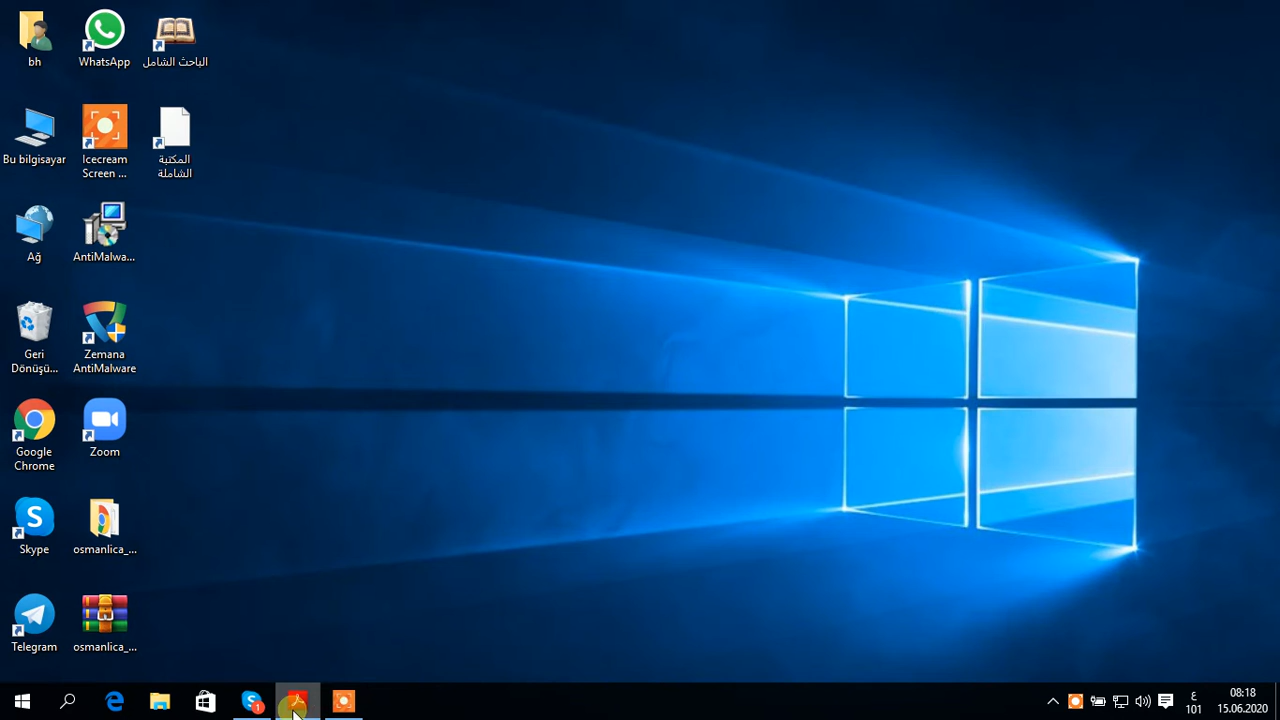 bh
WhatsApp
الباحث الشامل
Bu bilgisayar
Icecream
Screen ...
المكتبة
الشاملة
Ağ
AntiMalwa...
Geri
Dönüşü...
Zemana
AntiMalware
Google
Chrome
Zoom
Skype
osmanlica_...
Telegram
osmanlica_...
1
ع
101
08:18
15.06.2020